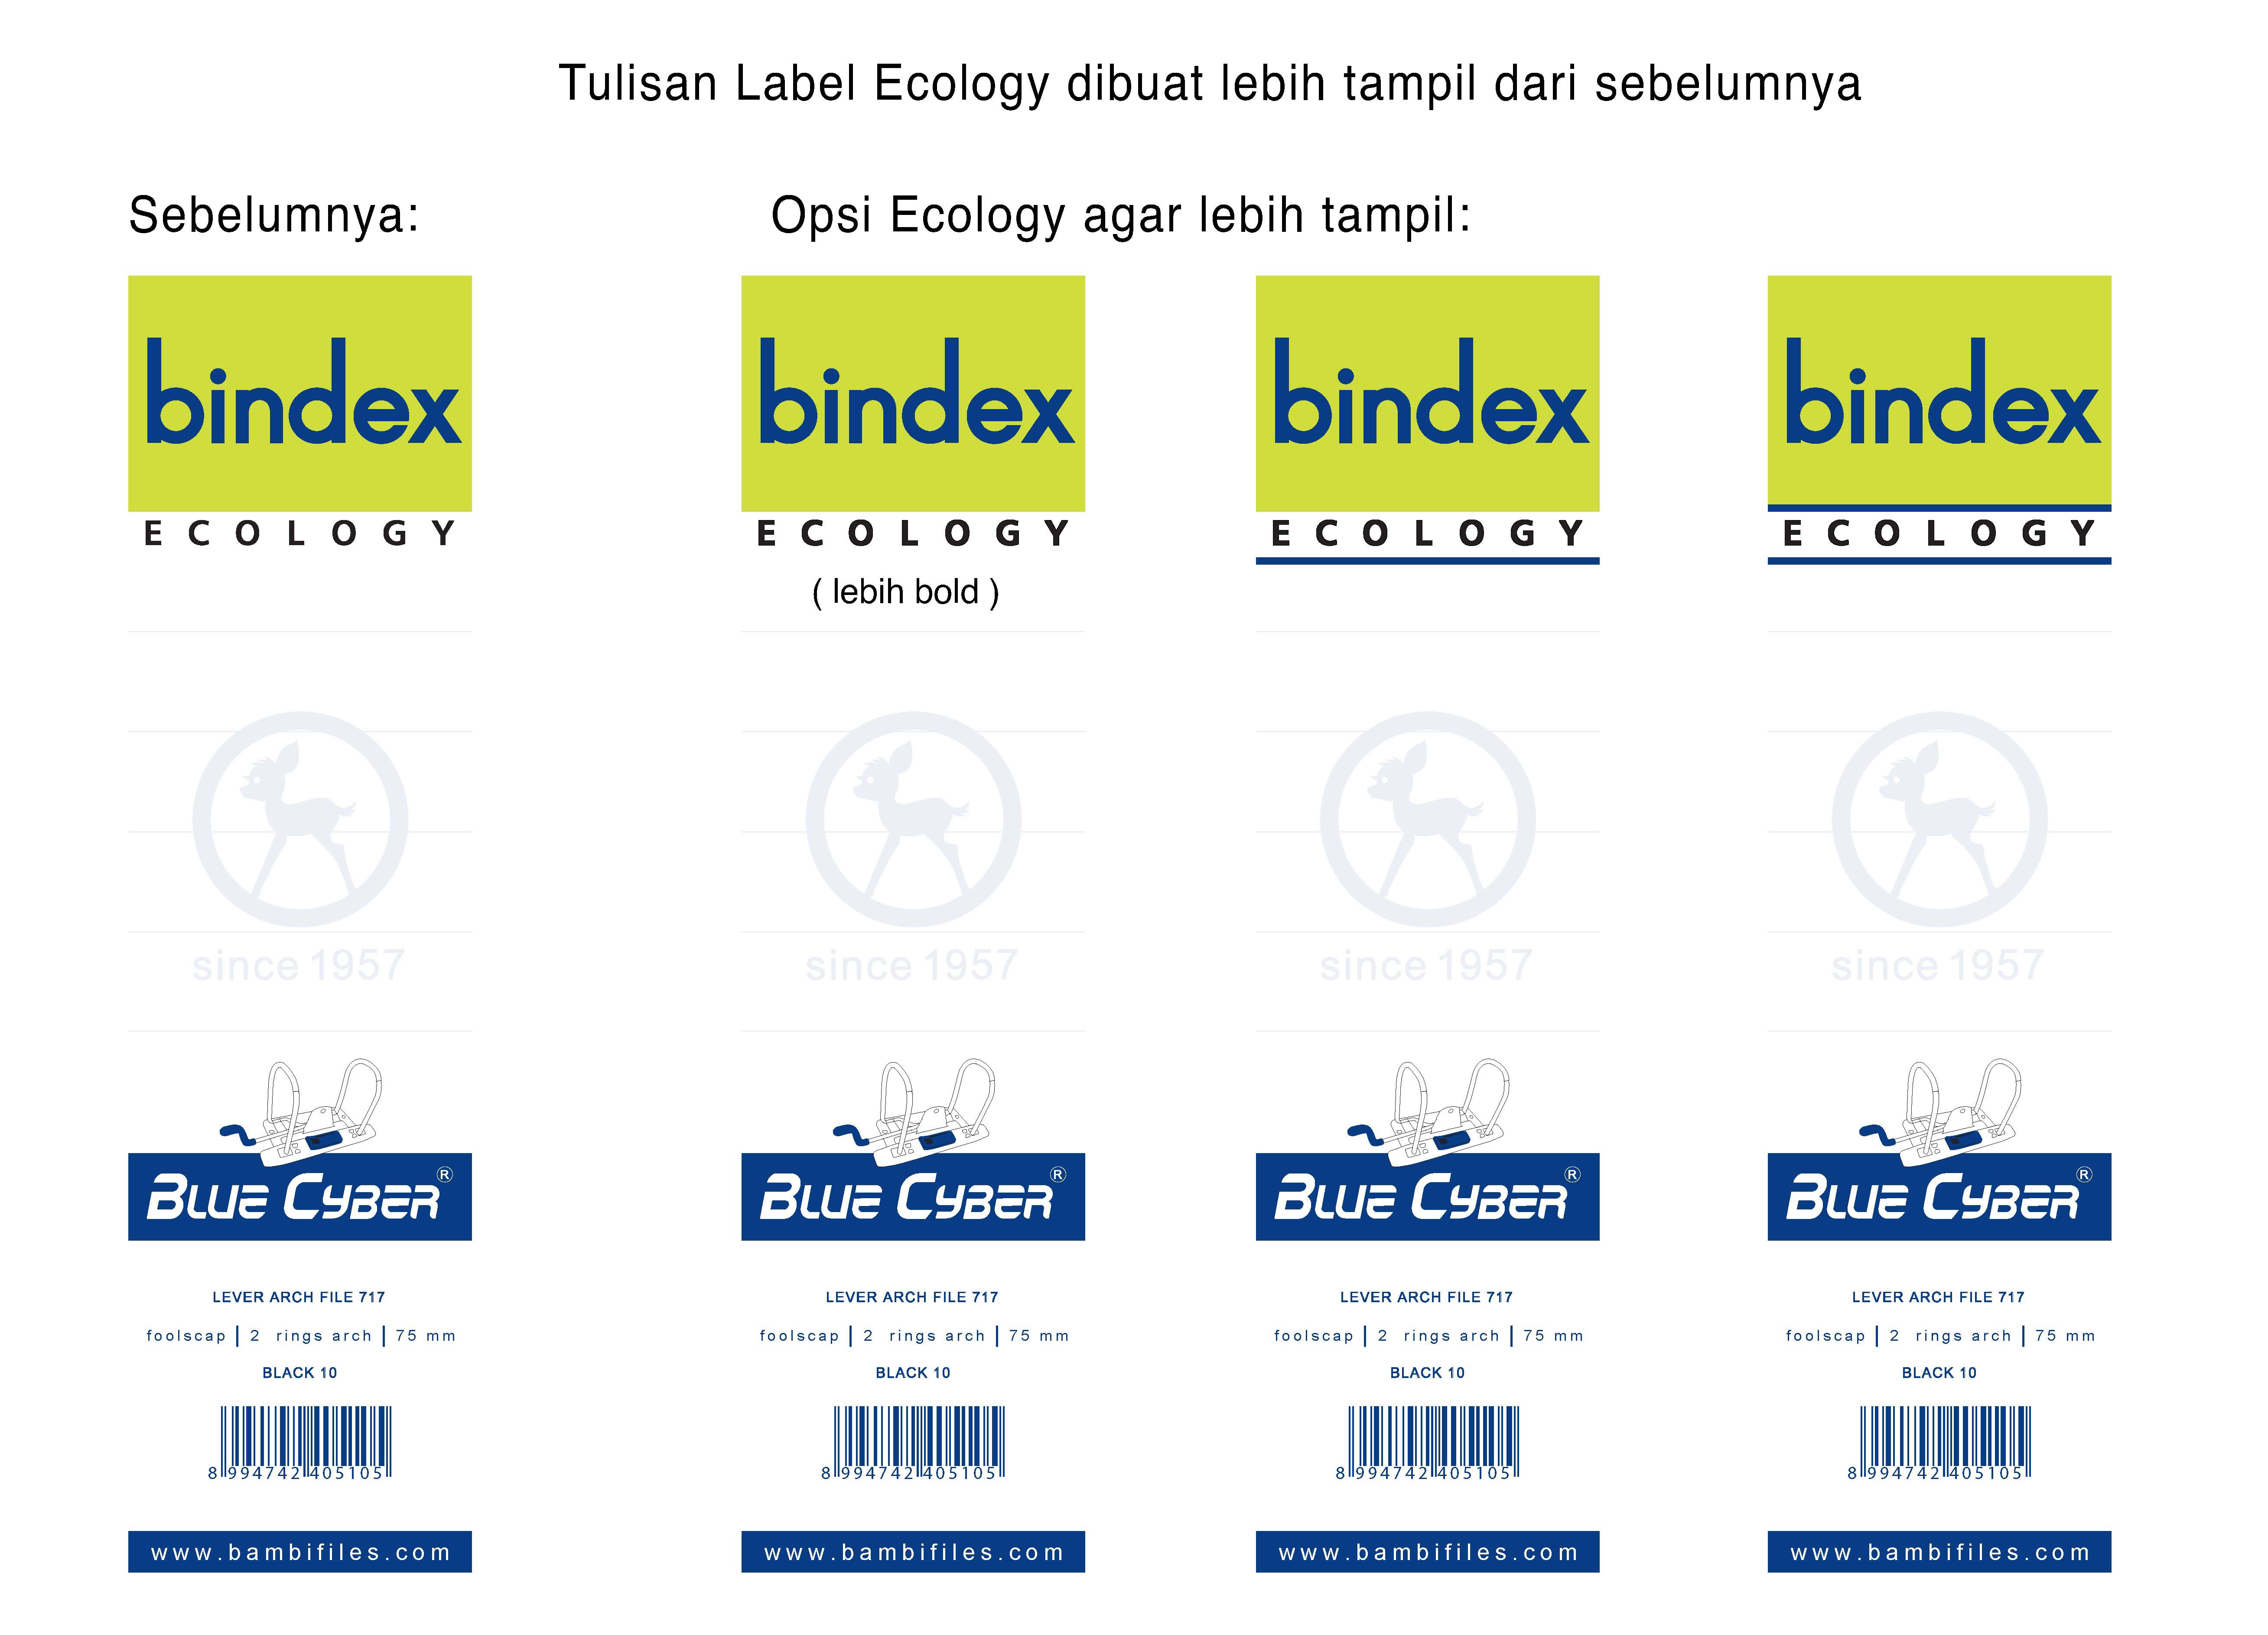 Tulisan Label Ecology dibuat lebih tampil dari sebelumnya
Sebelumnya:
Opsi Ecology agar lebih tampil:
bindex
ECOLOGY
since 1957
BLUE CYBER®
LEVER ARCH FILE 717
foolscap | 2 rings arch | 75 mm
BLACK 10
8 994742 405105
www.bambifiles.com
bindex
ECOLOGY
( lebih bold )
since 1957
BLUE CYBER®
LEVER ARCH FILE 717
foolscap | 2 rings arch | 75 mm
BLACK 10
8 994742 405105
www.bambifiles.com
bindex
ECOLOGY
since 1957
BLUE CYBER®
LEVER ARCH FILE 717
foolscap | 2 rings arch | 75 mm
BLACK 10
8 994742 405105
www.bambifiles.com
bindex
ECOLOGY
since 1957
BLUE CYBER®
LEVER ARCH FILE 717
foolscap | 2 rings arch | 75 mm
BLACK 10
8 994742 405105
www.bambifiles.com